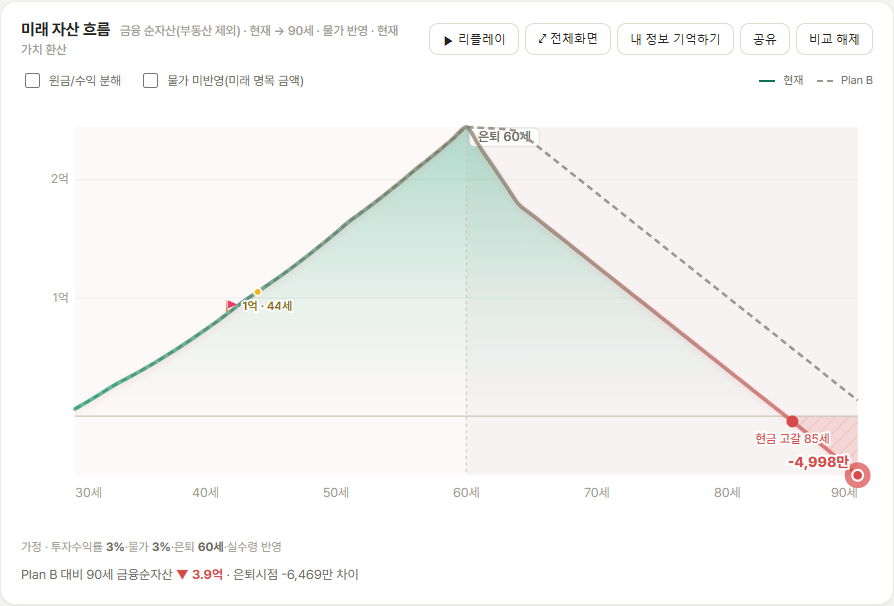 미래 자산 흐름 금융 순자산(부동산 제외) · 현재 → 90세 · 물가 반영 · 현재
가치 환산
▶ 리플레이
⤢ 전체화면
내 정보 기억하기
공유
비교 해제
원금/수익 분해
물가 미반영(미래 명목 금액)
현재
Plan B
은퇴 60세
2억
1억
1억 · 44세
현금 고갈 85세
-4,998만
30세 40세 50세 60세 70세 80세 90세
가정 · 투자수익률 3%·물가 3%·은퇴 60세·실수령 반영
Plan B 대비 90세 금융순자산 ▼ 3.9억 · 은퇴시점 -6,469만 차이